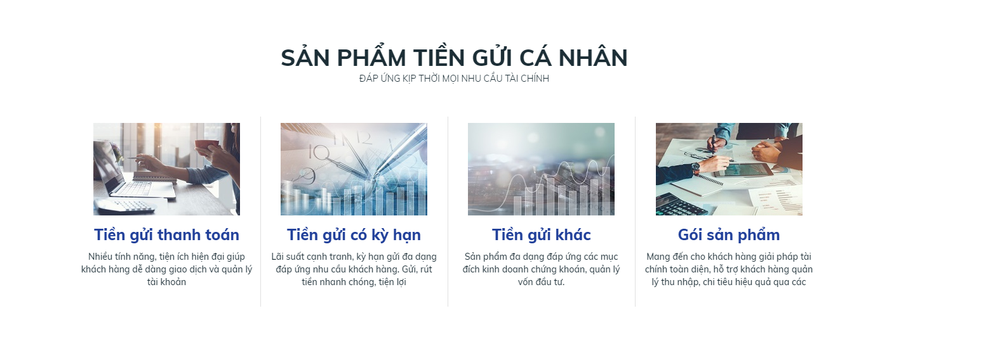 SẢN PHẨM TIỀN GỬI CÁ NHÂN
ĐÁP ỨNG KỊP THỜI MỌI NHU CẦU TÀI CHÍNH
Tiền gửi thanh toán
Nhiều tính năng, tiện ích hiện đại giúp
khách hàng dễ dàng giao dịch và quản lý
tài khoản
Tiền gửi có kỳ hạn
Lãi suất cạnh tranh, kỳ hạn gửi đa dạng
đáp ứng nhu cầu khách hàng. Gửi, rút
tiền nhanh chóng, tiện lợi
Tiền gửi khác
Sản phẩm đa dạng đáp ứng các mục
đích kinh doanh chứng khoán, quản lý
vốn đầu tư.
Gói sản phẩm
Mang đến cho khách hàng giải pháp tài
chính toàn diện, hỗ trợ khách hàng quản
lý thu nhập, chi tiêu hiệu quả qua các